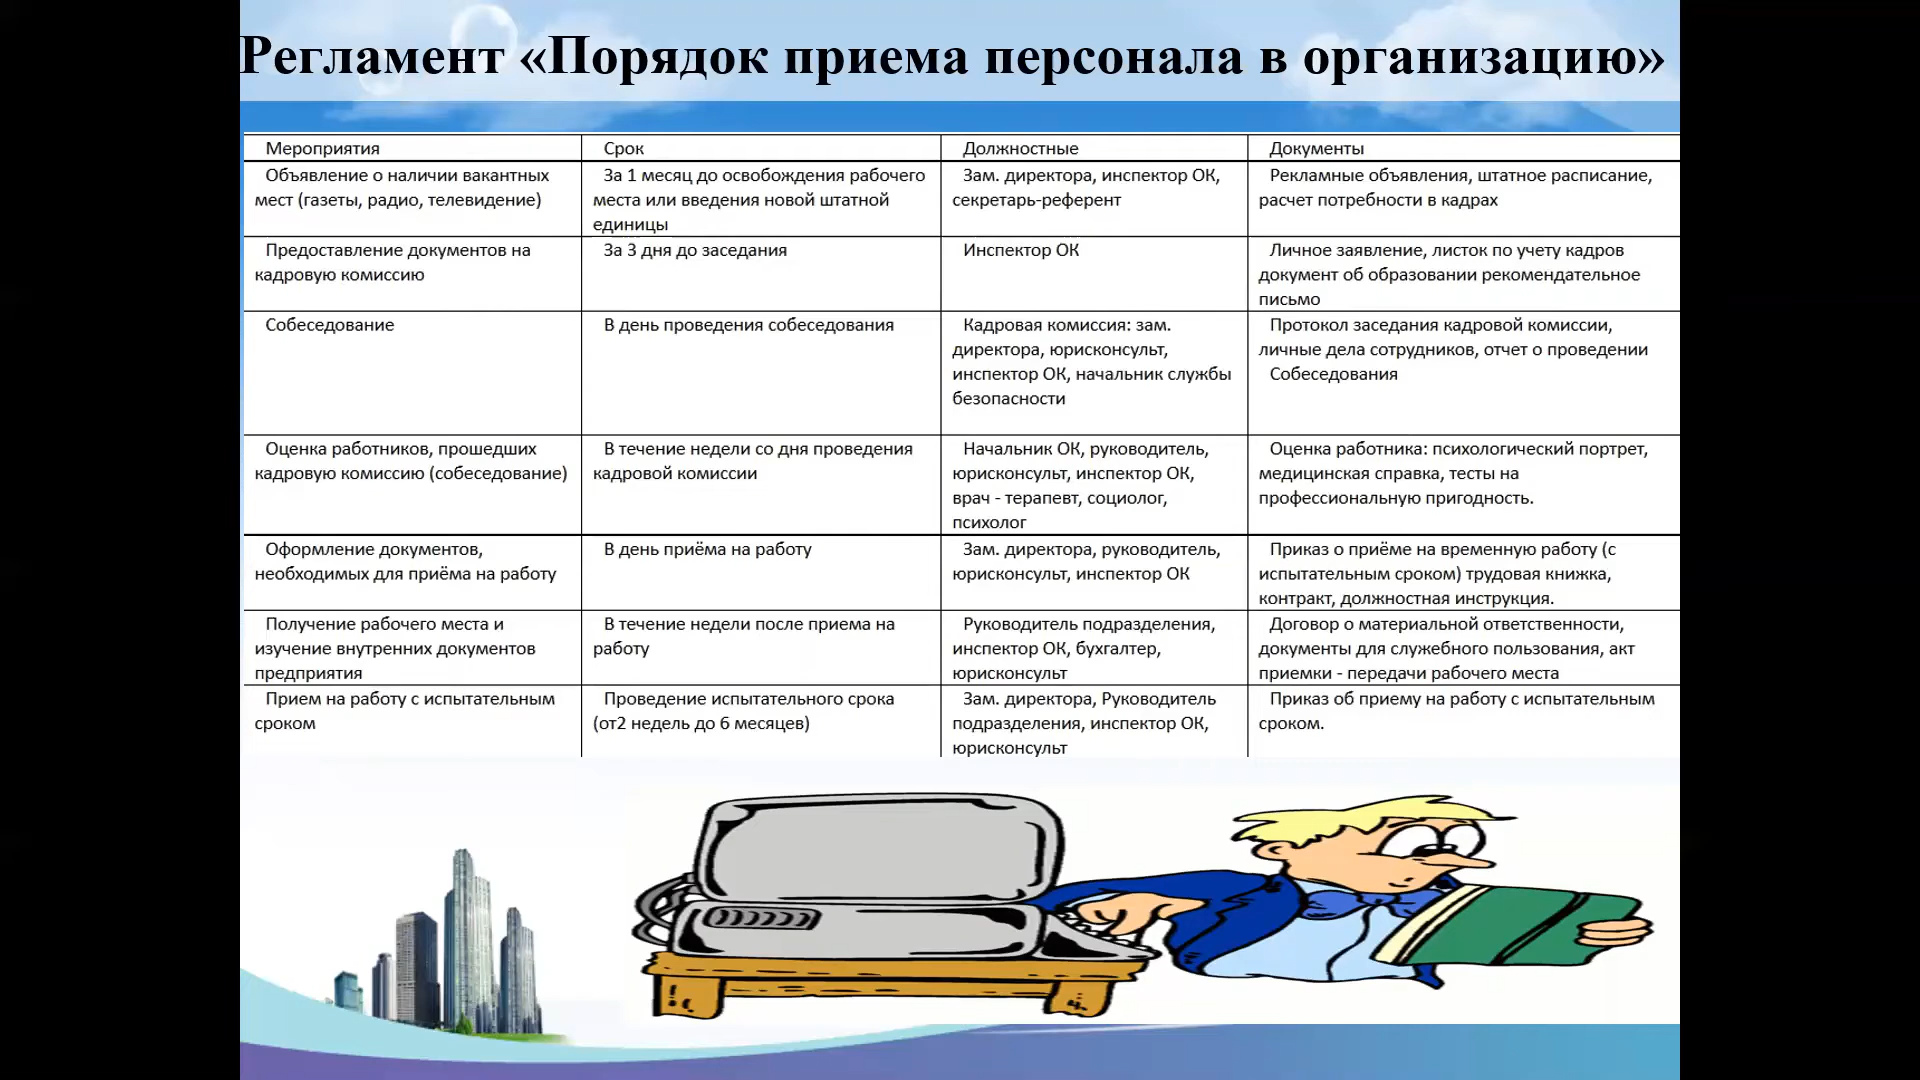 Регламент «Порядок приема персонала в организацию»
Мероприятия
Срок
Должностные
Документы
Объявление о наличии вакантных
мест (газеты, радио, телевидение)
За 1 месяц до освобождения рабочего
места или введения новой штатной
единицы
Зам. директора, инспектор ОК,
секретарь-референт
Рекламные объявления, штатное расписание,
расчет потребности в кадрах
Предоставление документов на
кадровую комиссию
За 3 дня до заседания
Инспектор ОК
Личное заявление, листок по учету кадров
документ об образовании рекомендательное
письмо
Собеседование
В день проведения собеседования
Кадровая комиссия: зам.
директора, юрисконсульт,
инспектор ОК, начальник службы
безопасности
Протокол заседания кадровой комиссии,
личные дела сотрудников, отчет о проведении
Собеседования
Оценка работников, прошедших
кадровую комиссию (собеседование)
В течение недели со дня проведения
кадровой комиссии
Начальник ОК, руководитель,
юрисконсульт, инспектор ОК,
врач - терапевт, социолог,
психолог
Оценка работника: психологический портрет,
медицинская справка, тесты на
профессиональную пригодность.
Оформление документов,
необходимых для приёма на работу
В день приёма на работу
Зам. директора, руководитель,
юрисконсульт, инспектор ОК
Приказ о приёме на временную работу (с
испытательным сроком) трудовая книжка,
контракт, должностная инструкция.
Получение рабочего места и
изучение внутренних документов
предприятия
В течение недели после приема на
работу
Руководитель подразделения,
инспектор ОК, бухгалтер,
юрисконсульт
Договор о материальной ответственности,
документы для служебного пользования, акт
приемки - передачи рабочего места
Прием на работу с испытательным
сроком
Проведение испытательного срока
(от2 недель до 6 месяцев)
Зам. директора, Руководитель
подразделения, инспектор ОК,
юрисконсульт
Приказ об приему на работу с испытательным
сроком.